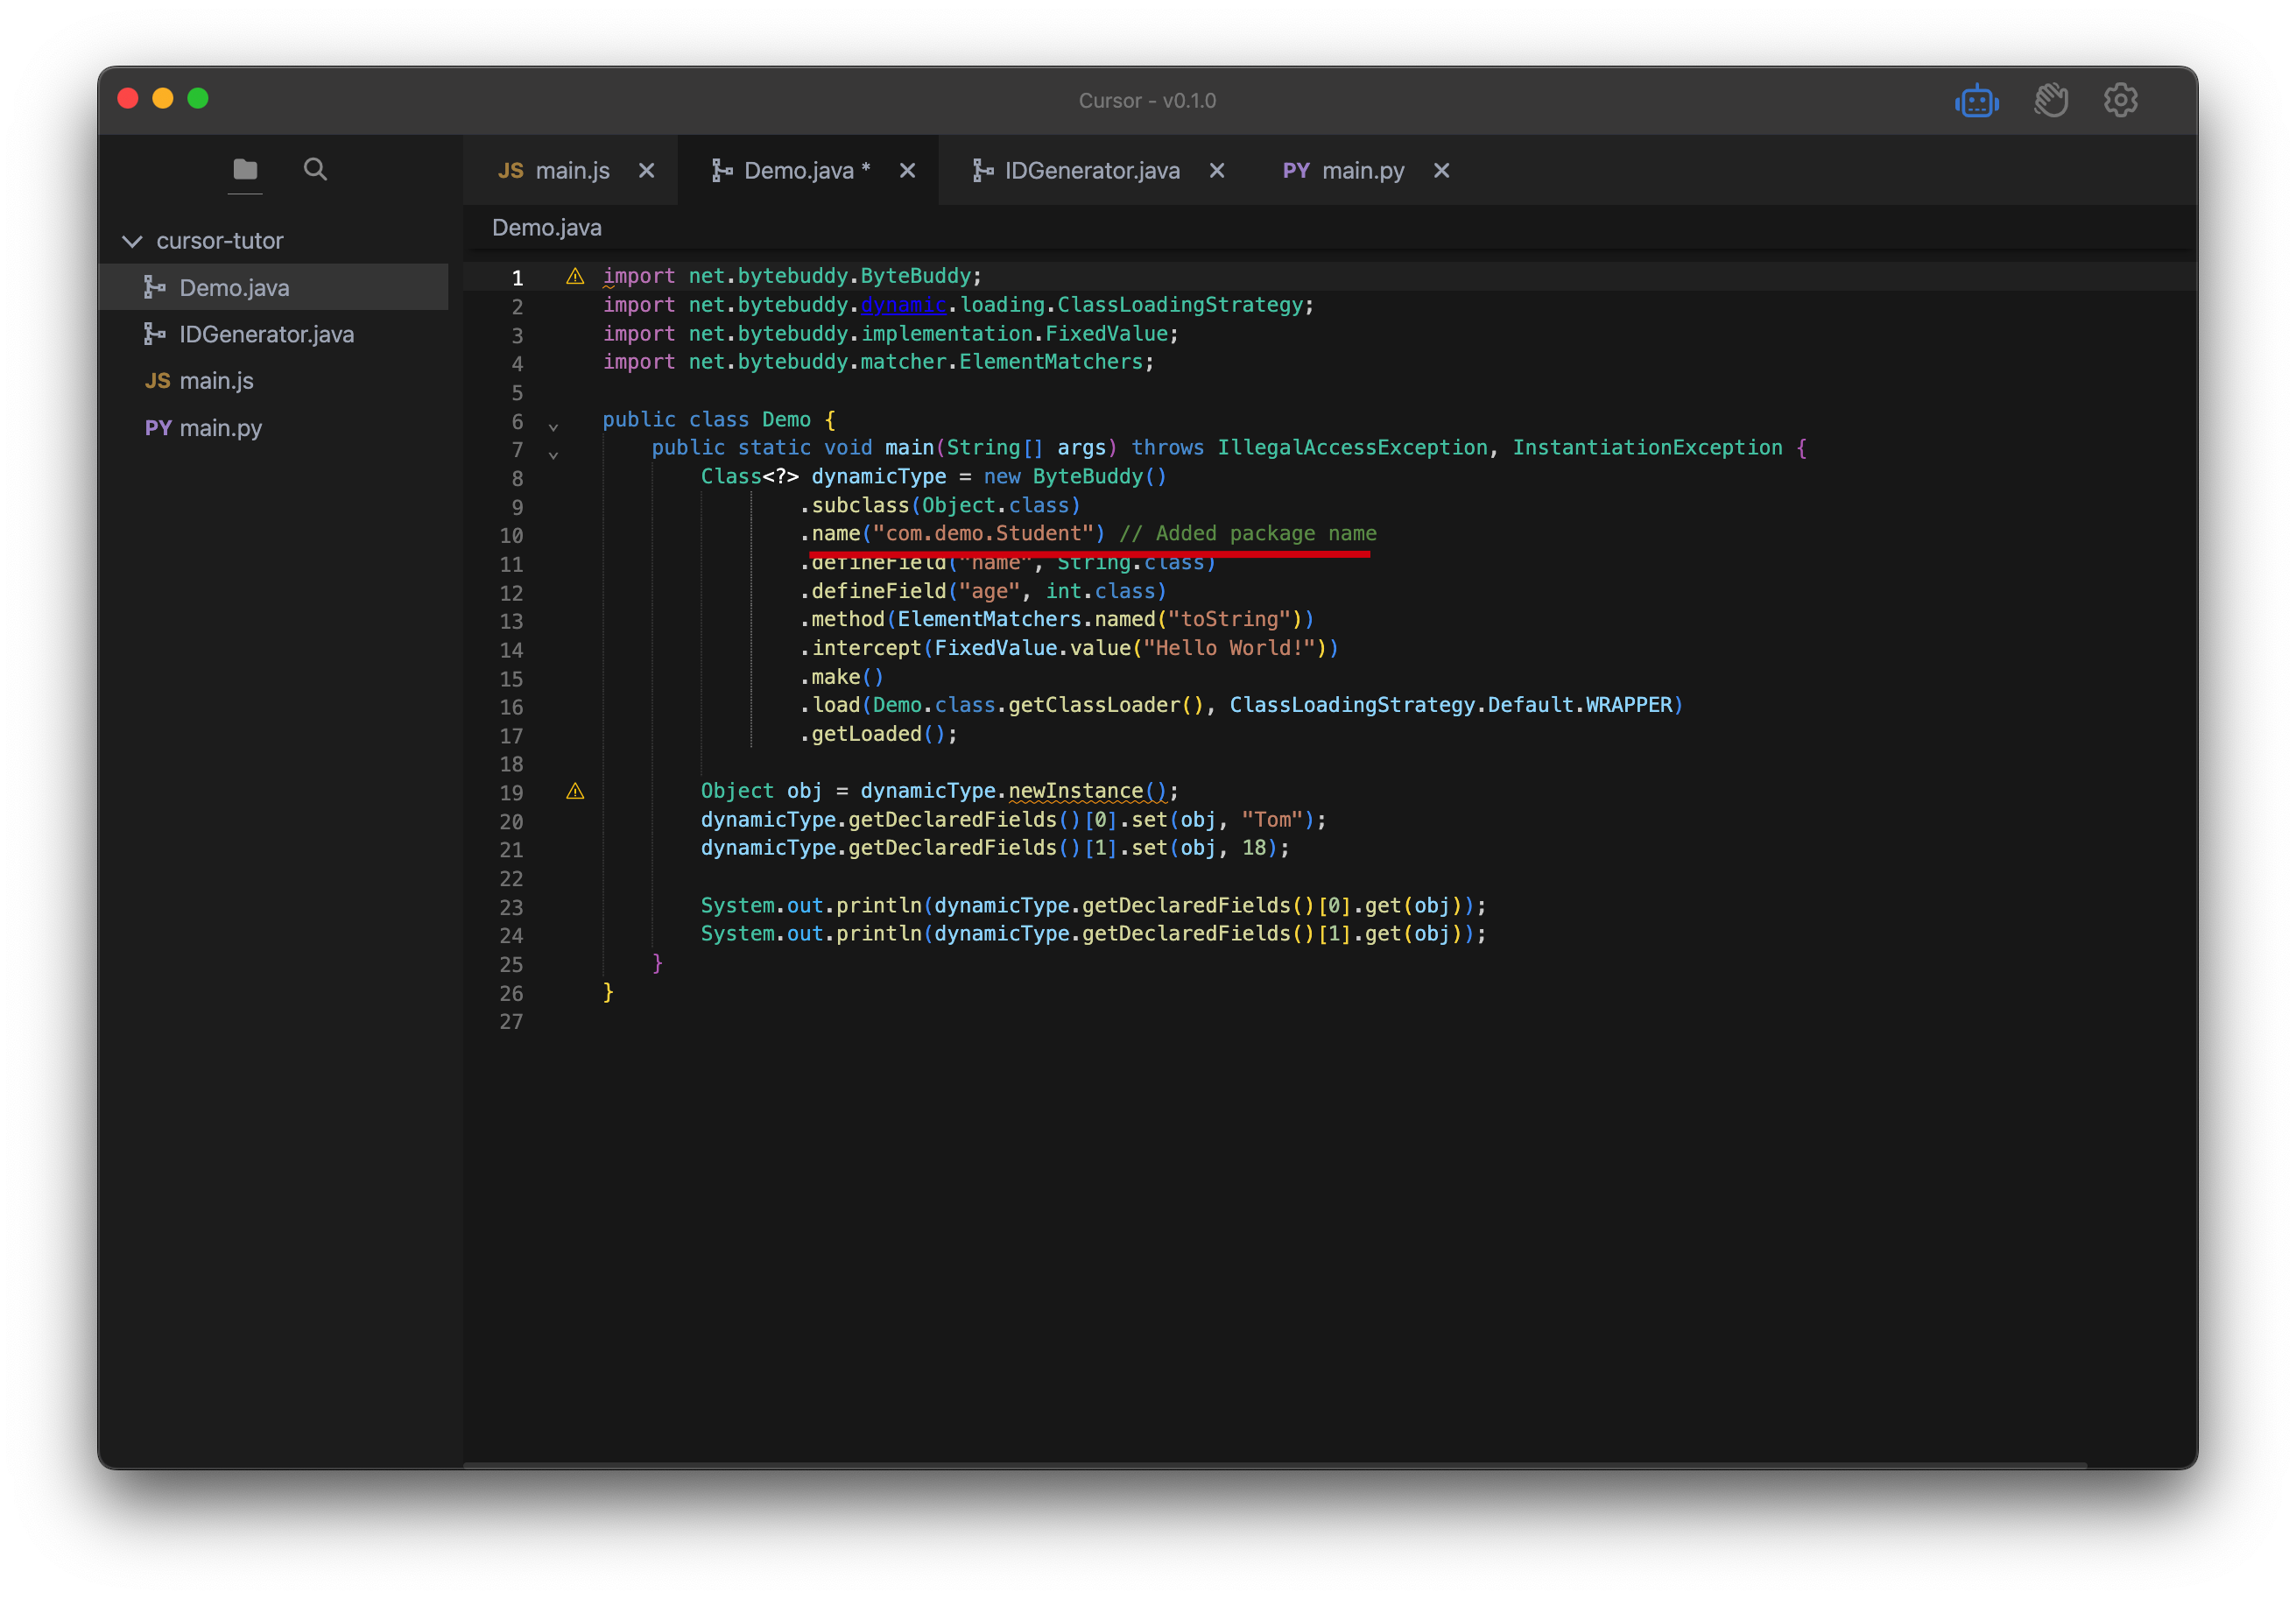 Cursor - v0.1.0
JS main.js
Demo.java *
IDGenerator.java
PY main.py
cursor-tutor
Demo.java
IDGenerator.java
JS main.js
PY main.py
Demo.java
1 import net.bytebuddy.ByteBuddy;
2 import net.bytebuddy.dynamic.loading.ClassLoadingStrategy;
3 import net.bytebuddy.implementation.FixedValue;
4 import net.bytebuddy.matcher.ElementMatchers;
5
6 public class Demo {
7 public static void main(String[] args) throws IllegalAccessException, InstantiationException {
8 Class<?> dynamicType = new ByteBuddy()
9 .subclass(Object.class)
10 .name("com.demo.Student") // Added package name
11 .defineField("name", String.class)
12 .defineField("age", int.class)
13 .method(ElementMatchers.named("toString"))
14 .intercept(FixedValue.value("Hello World!"))
15 .make()
16 .load(Demo.class.getClassLoader(), ClassLoadingStrategy.Default.WRAPPER)
17 .getLoaded();
18
19 Object obj = dynamicType.newInstance();
20 dynamicType.getDeclaredFields()[0].set(obj, "Tom");
21 dynamicType.getDeclaredFields()[1].set(obj, 18);
22
23 System.out.println(dynamicType.getDeclaredFields()[0].get(obj));
24 System.out.println(dynamicType.getDeclaredFields()[1].get(obj));
25 }
26 }
27